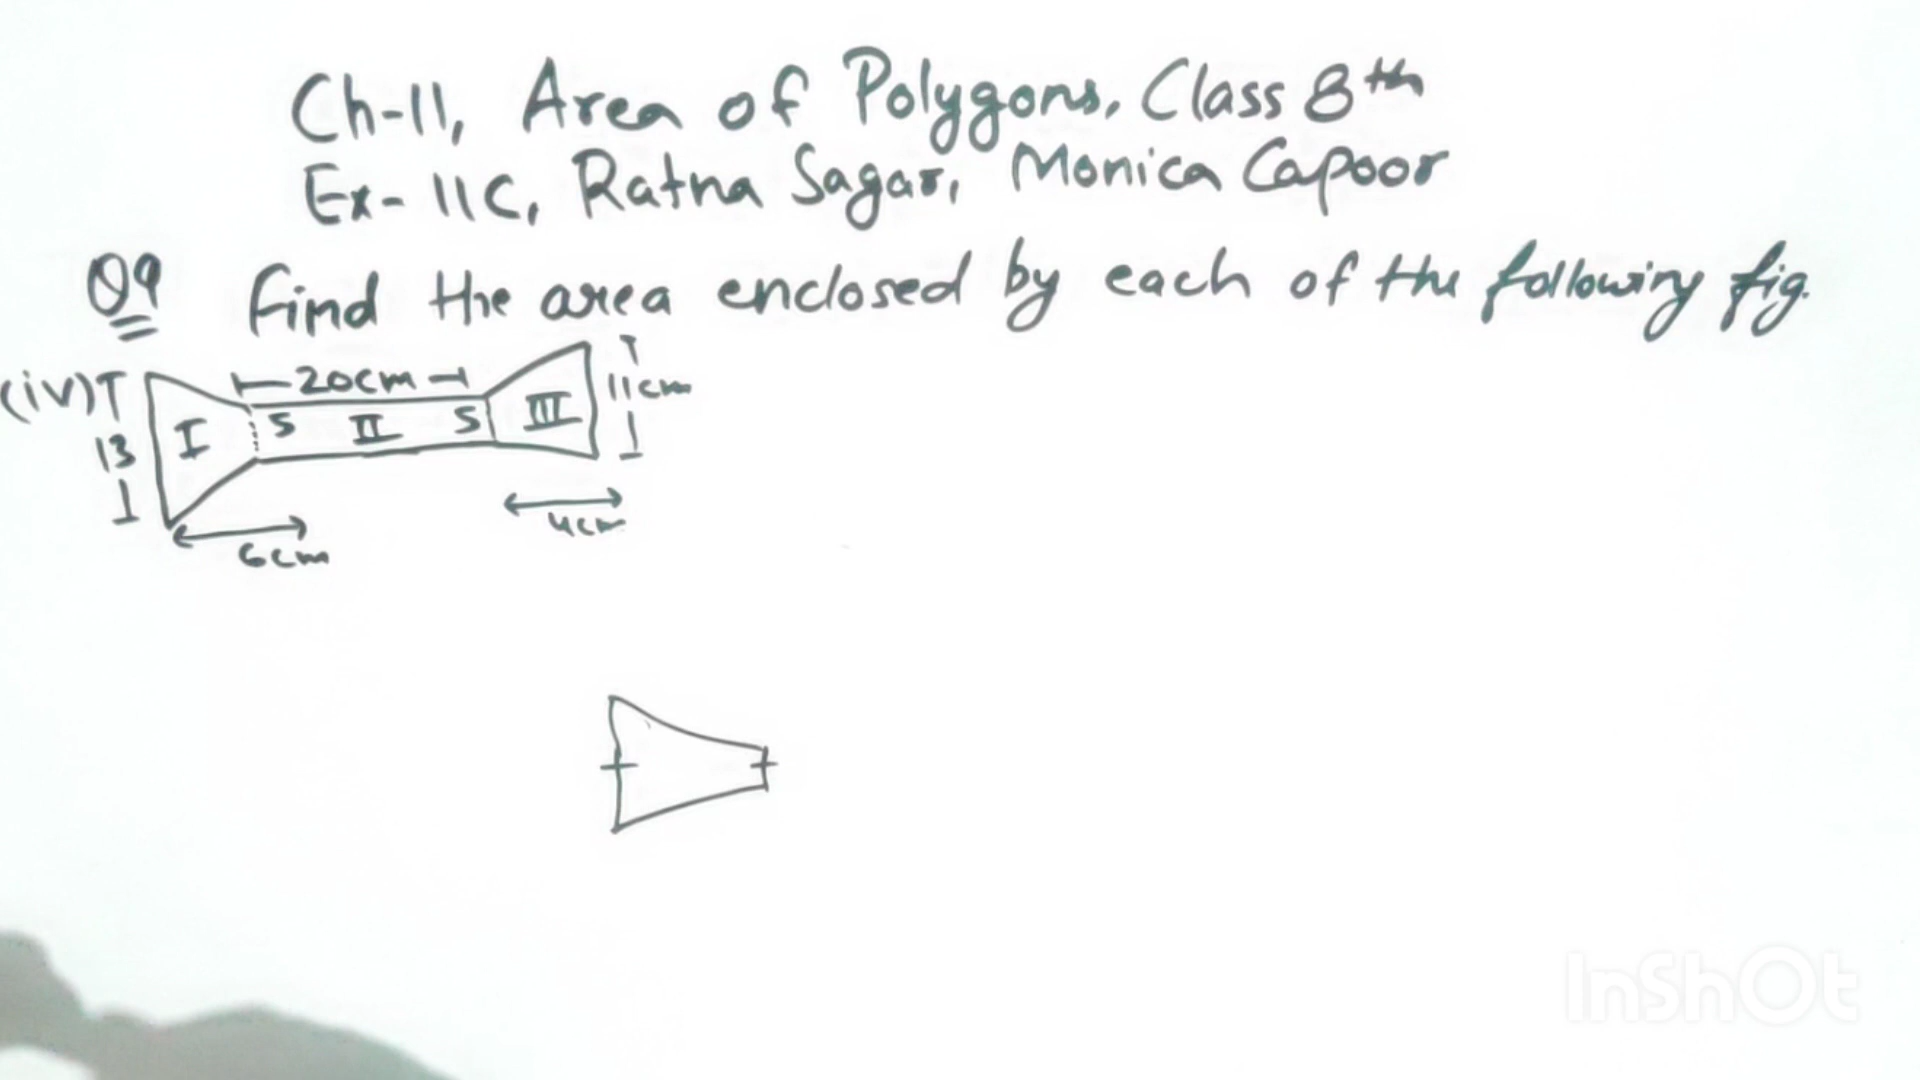 Ch-11, Area of Polygons, Class 8th
Ex- 11C, Ratna Sagar, Monica Capoor
Q9 Find the area enclosed by each of the following fig.
(iv) 20cm 11cm
13 I 5 II 5 III
6cm 4cm
InShOt